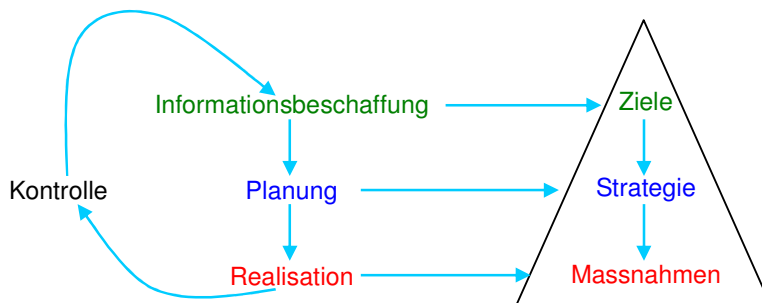 Informationsbeschaffung Ziele
Kontrolle Planung Strategie
Realisation Massnahmen